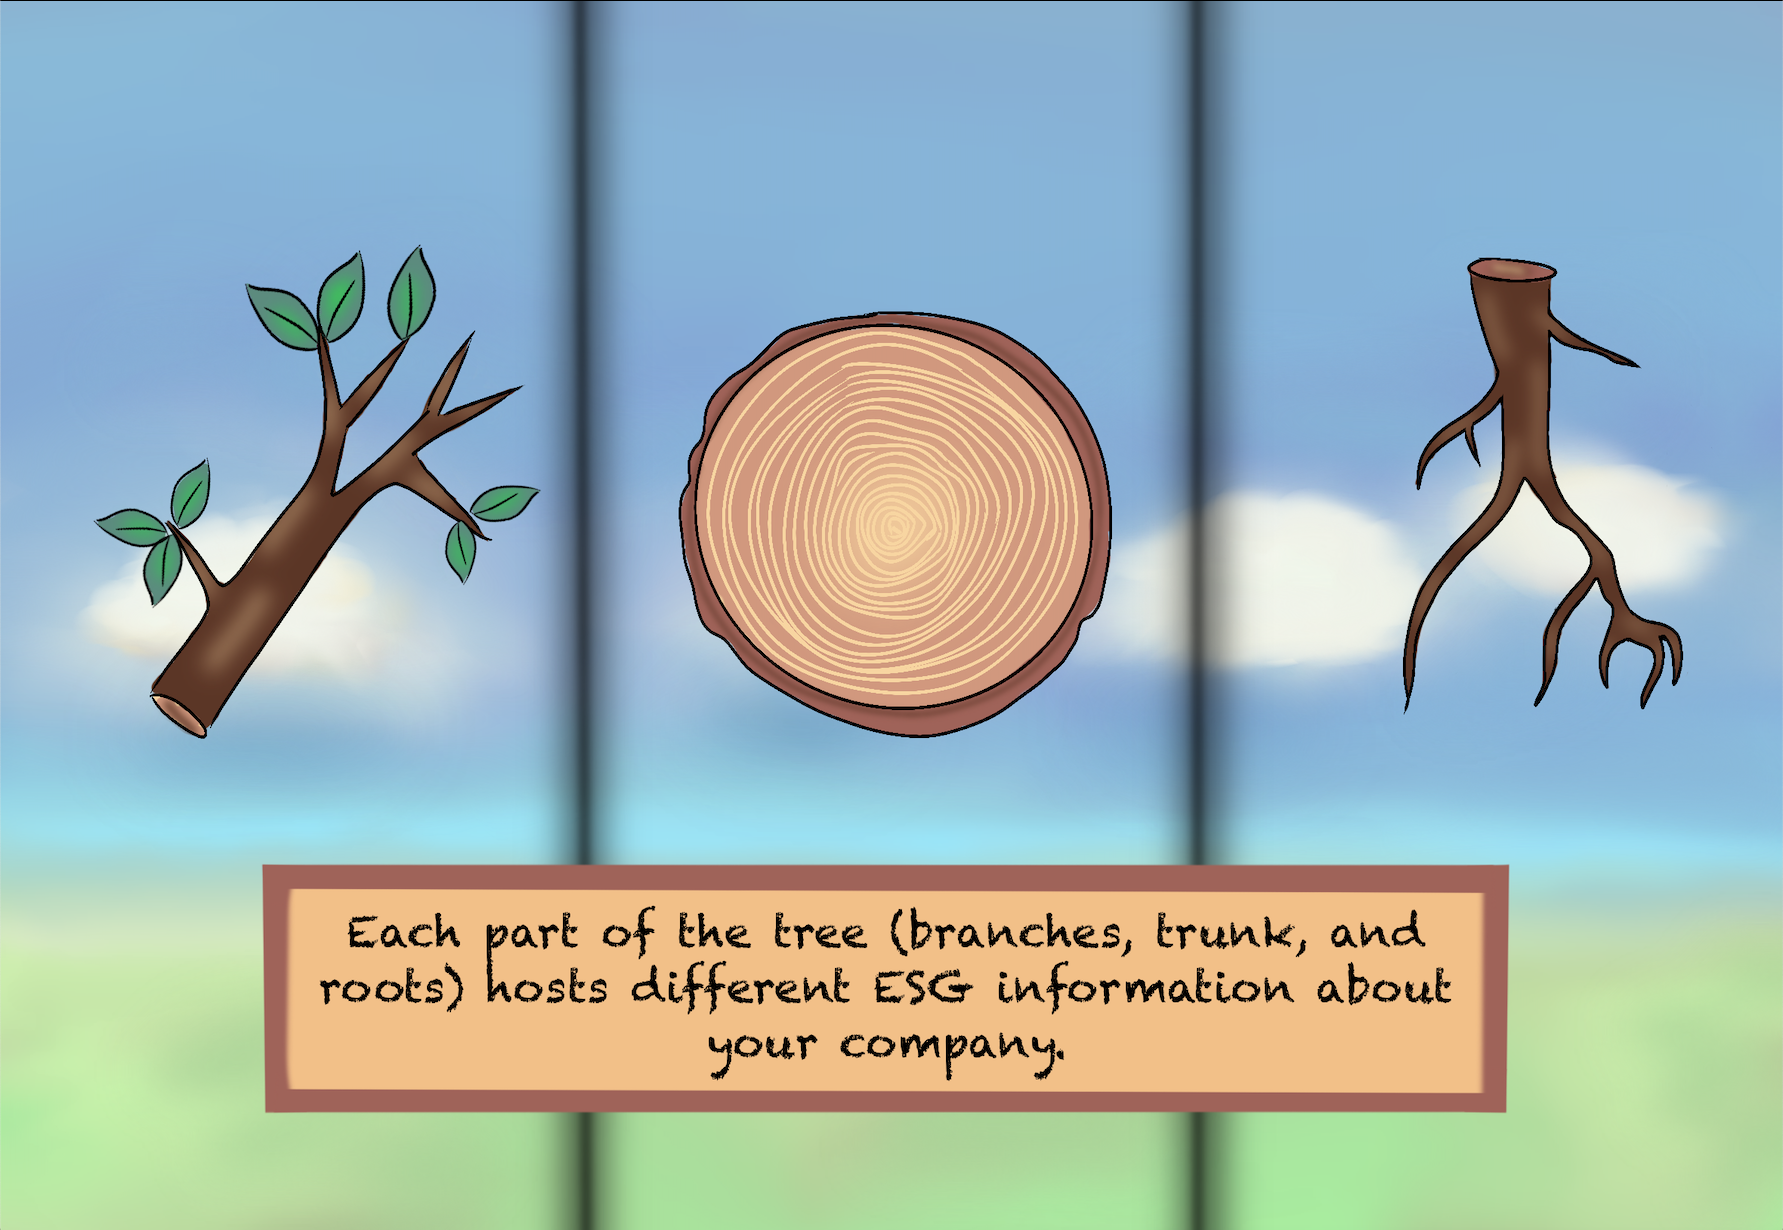 Each part of the tree (branches, trunk, and
roots) hosts different ESG information about
your company.